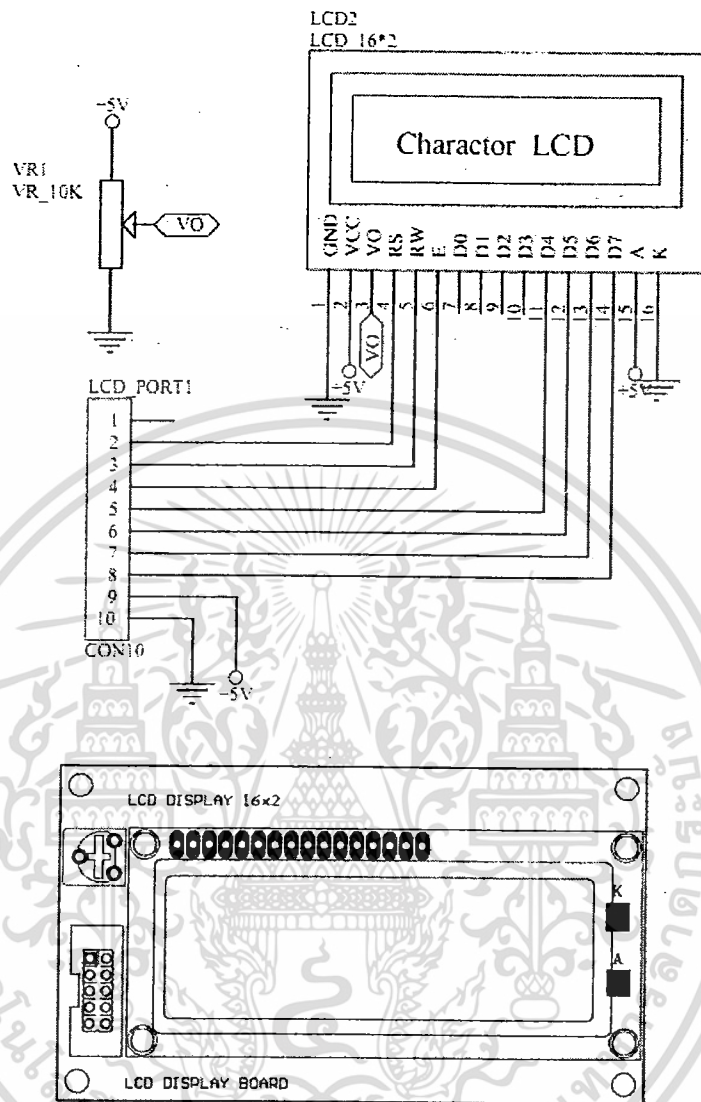 LCD2
LCD 16*2
-5V
VR1
VR_10K
VO
Charactor LCD
GND VCC VO RS RW E D0 D1 D2 D3 D4 D5 D6 D7 A K
1 2 3 4 5 6 7 8 9 10 11 12 13 14 15 16
VO
+5V
+5V
LCD_PORT1
1
2
3
4
5
6
7
8
9
10
CON10
-5V
LCD DISPLAY 16x2
K
A
LCD DISPLAY BOARD